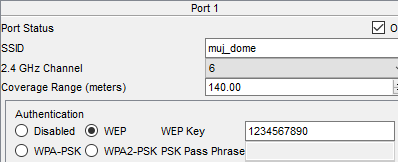 Port 1
Port Status O
SSID muj_dome
2.4 GHz Channel 6
Coverage Range (meters) 140.00
Authentication
Disabled WEP WEP Key 1234567890
WPA-PSK WPA2-PSK PSK Pass Phrase